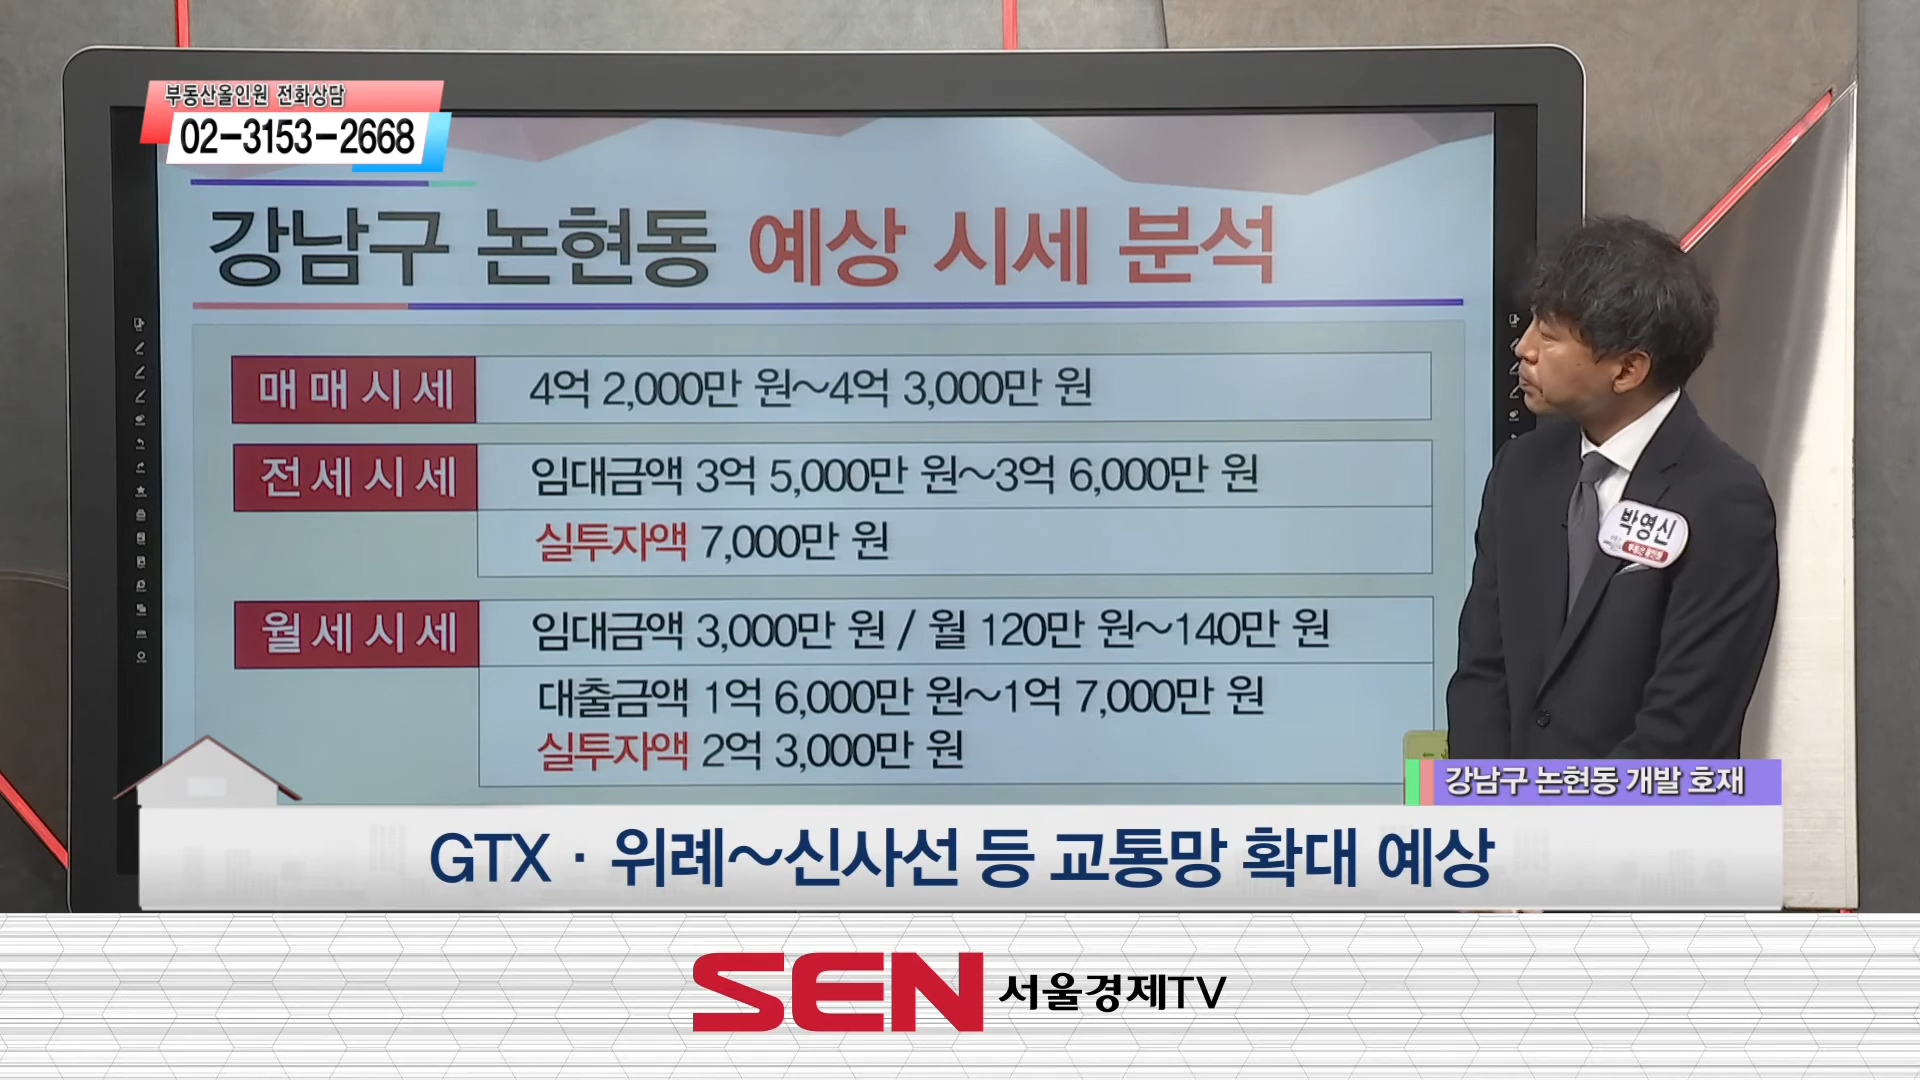 부동산올인원 전화상담
02-3153-2668
강남구 논현동 예상 시세 분석
매매시세 4억 2,000만 원~4억 3,000만 원
전세시세 임대금액 3억 5,000만 원~3억 6,000만 원
실투자액 7,000만 원
월세시세 임대금액 3,000만 원 / 월 120만 원~140만 원
대출금액 1억 6,000만 원~1억 7,000만 원
실투자액 2억 3,000만 원
박영신
부동산 올인원
강남구 논현동 개발 호재
GTX · 위례~신사선 등 교통망 확대 예상
SEN 서울경제TV